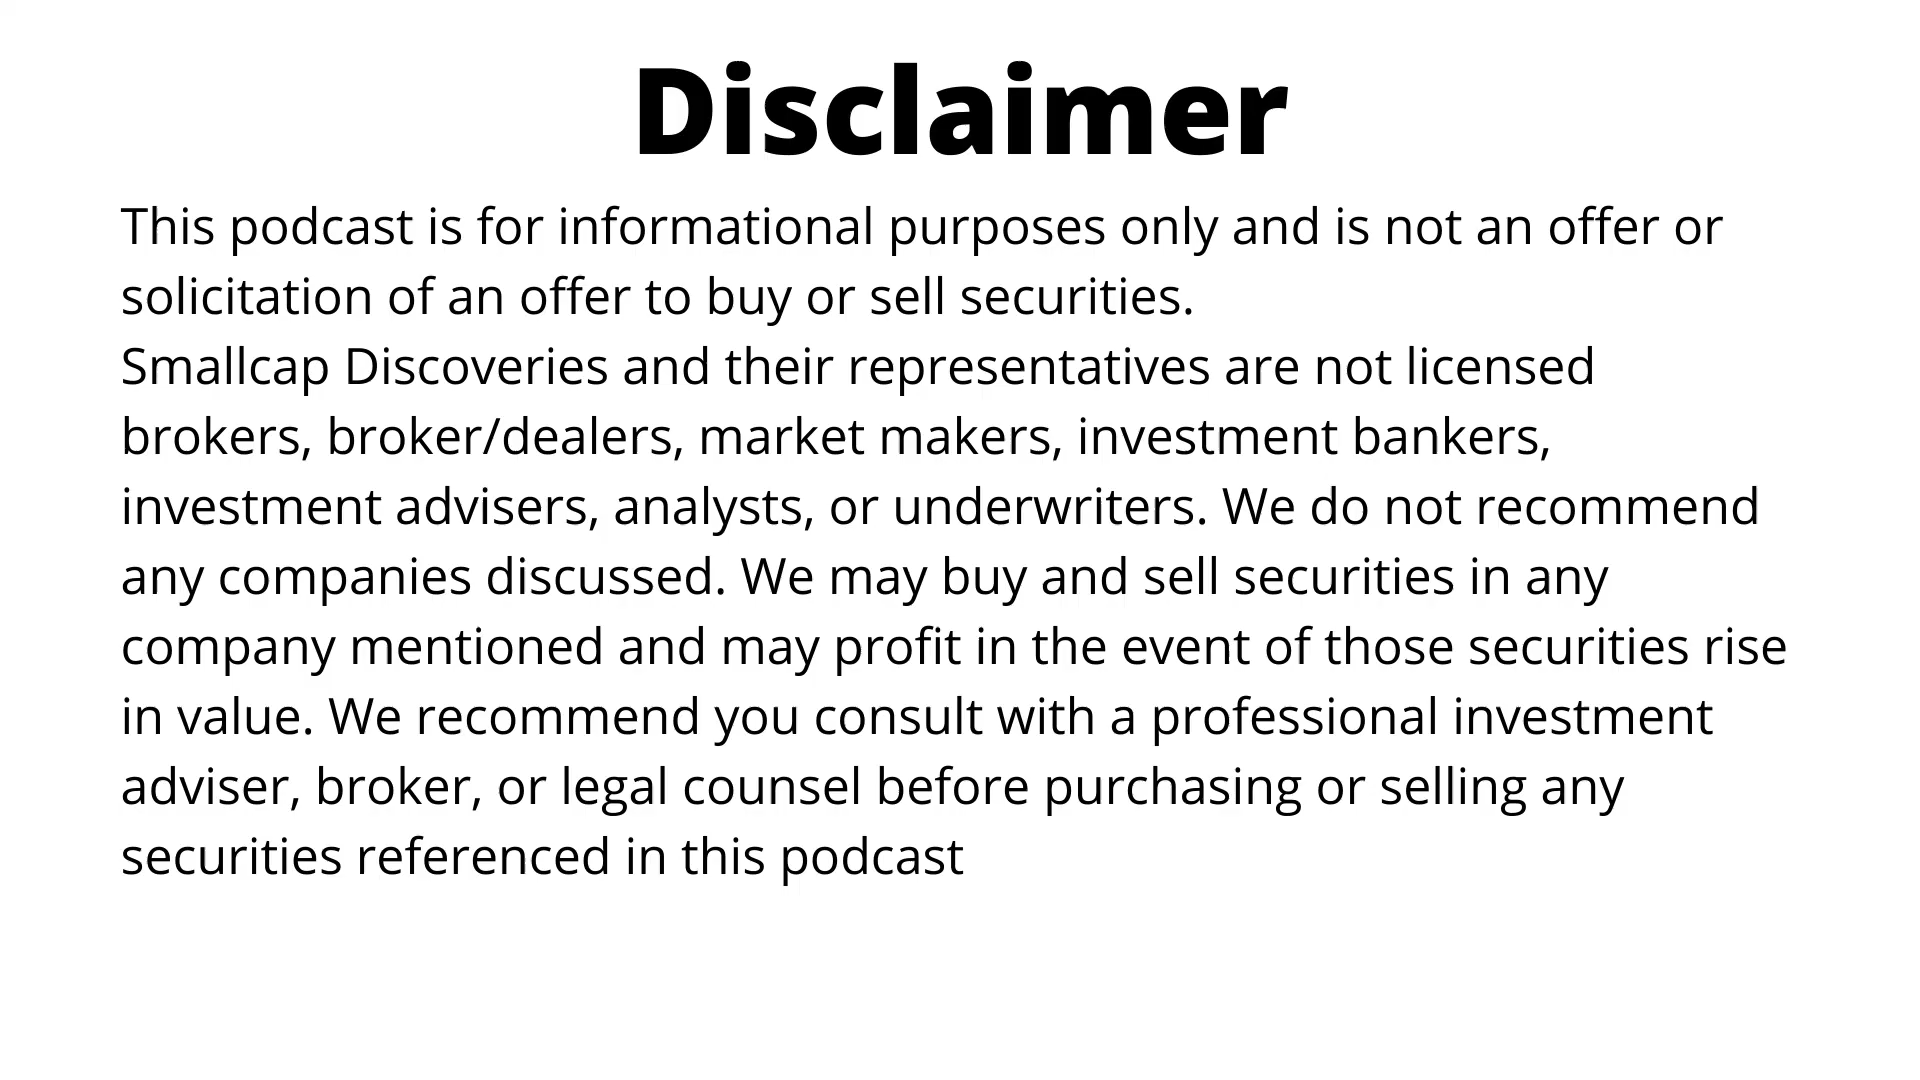 Disclaimer
This podcast is for informational purposes only and is not an offer or
solicitation of an offer to buy or sell securities.
Smallcap Discoveries and their representatives are not licensed
brokers, broker/dealers, market makers, investment bankers,
investment advisers, analysts, or underwriters. We do not recommend
any companies discussed. We may buy and sell securities in any
company mentioned and may profit in the event of those securities rise
in value. We recommend you consult with a professional investment
adviser, broker, or legal counsel before purchasing or selling any
securities referenced in this podcast